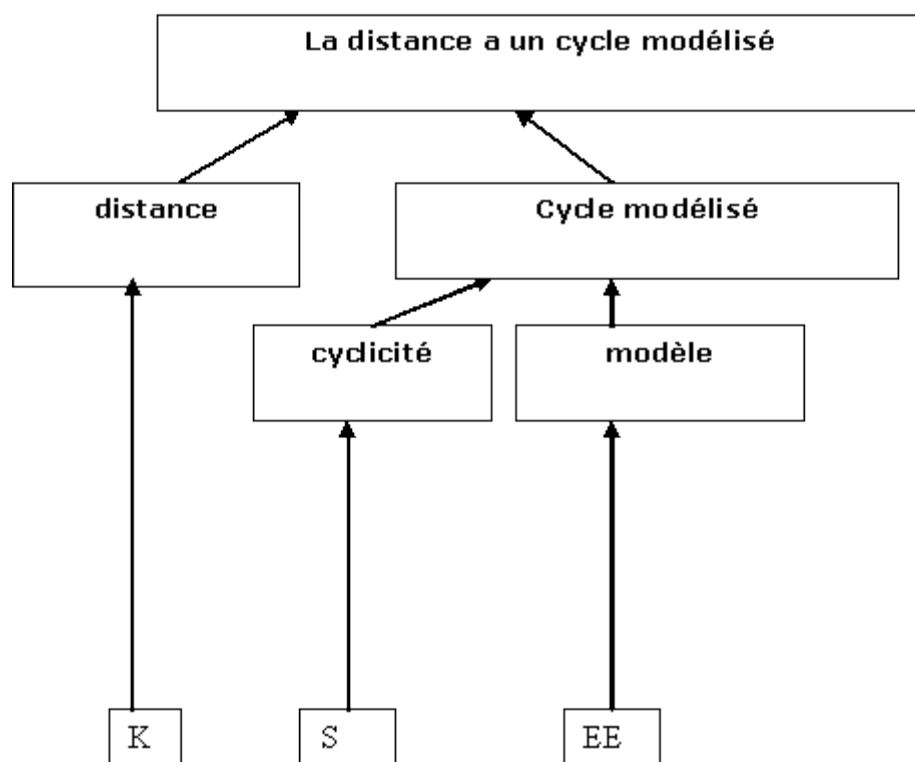 La distance a un cycle modélisé
distance
Cycle modélisé
cyclicité
modèle
K
S
EE